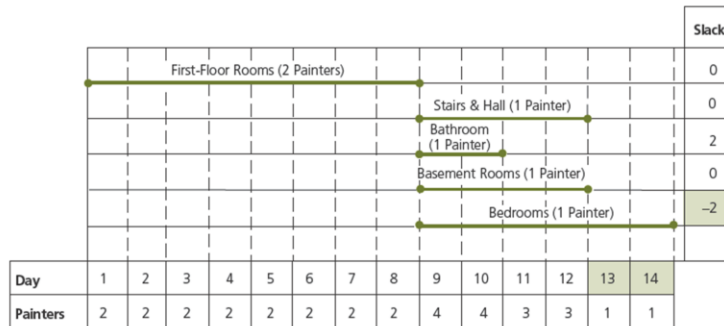 Slack
First-Floor Rooms (2 Painters) 0
Stairs & Hall (1 Painter) 0
Bathroom
(1 Painter) 2
Basement Rooms (1 Painter) 0
Bedrooms (1 Painter) –2
Day 1 2 3 4 5 6 7 8 9 10 11 12 13 14
Painters 2 2 2 2 2 2 2 2 4 4 3 3 1 1